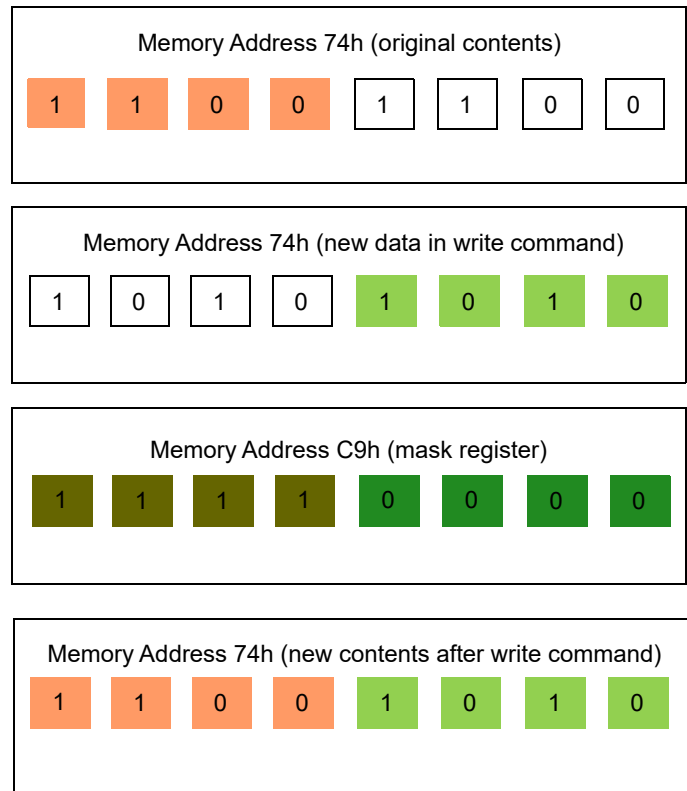 Memory Address 74h (original contents)
1 1 0 0 1 1 0 0
Memory Address 74h (new data in write command)
1 0 1 0 1 0 1 0
Memory Address C9h (mask register)
1 1 1 1 0 0 0 0
Memory Address 74h (new contents after write command)
1 1 0 0 1 0 1 0